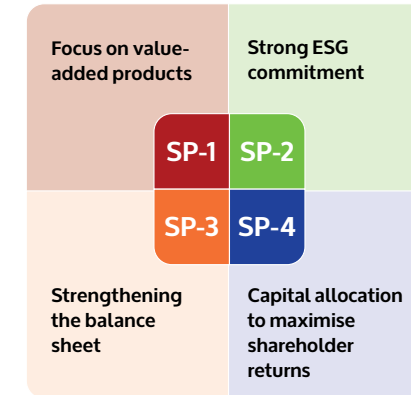 Focus on value-
added products
Strong ESG
commitment
SP-1
SP-2
SP-3
SP-4
Strengthening
the balance
sheet
Capital allocation
to maximise
shareholder
returns